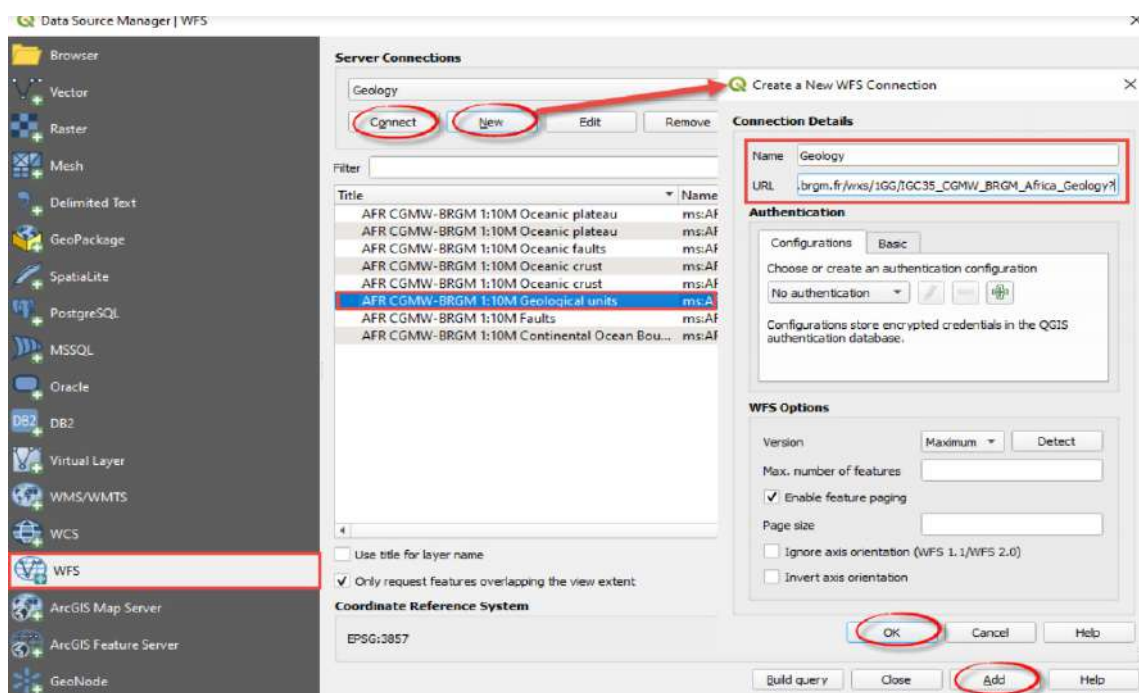 Data Source Manager | WFS
Browser
Vector
Raster
Mesh
Delimited Text
GeoPackage
SpatiaLite
PostgreSQL
MSSQL
Oracle
DB2
DB2
Virtual Layer
WMS/WMTS
WCS
WFS
ArcGIS Map Server
ArcGIS Feature Server
GeoNode
Server Connections
Geology
Connect New Edit Remove
Filter
Title Name
AFR CGMW-BRGM 1:10M Oceanic plateau ms:AF
AFR CGMW-BRGM 1:10M Oceanic plateau ms:AF
AFR CGMW-BRGM 1:10M Oceanic faults ms:AF
AFR CGMW-BRGM 1:10M Oceanic crust ms:AF
AFR CGMW-BRGM 1:10M Oceanic crust ms:AF
AFR CGMW-BRGM 1:10M Geological units ms:A
AFR CGMW-BRGM 1:10M Faults ms:AF
AFR CGMW-BRGM 1:10M Continental Ocean Bou... ms:AF
Use title for layer name
Only request features overlapping the view extent
Coordinate Reference System
EPSG:3857
Create a New WFS Connection
Connection Details
Name Geology
URL .brgm.fr/wxs/1GG/IGC35_CGMW_BRGM_Africa_Geology?
Authentication
Configurations Basic
Choose or create an authentication configuration
No authentication
Configurations store encrypted credentials in the QGIS
authentication database.
WFS Options
Version Maximum Detect
Max. number of features
Enable feature paging
Page size
Ignore axis orientation (WFS 1.1/WFS 2.0)
Invert axis orientation
OK Cancel Help
Build query Close Add Help